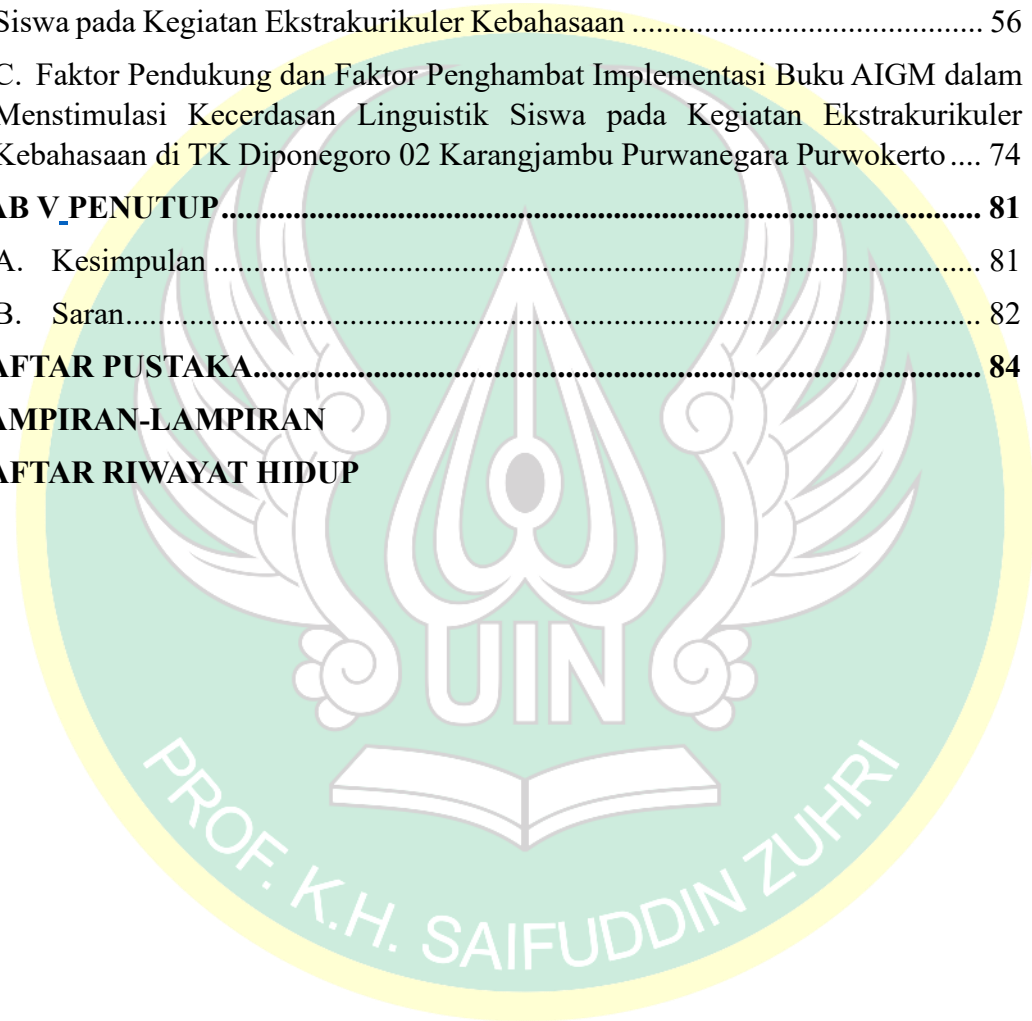 Siswa pada Kegiatan Ekstrakurikuler Kebahasaan ..................................... 56
C. Faktor Pendukung dan Faktor Penghambat Implementasi Buku AIGM dalam
Menstimulasi Kecerdasan Linguistik Siswa pada Kegiatan Ekstrakurikuler
Kebahasaan di TK Diponegoro 02 Karangjambu Purwanegara Purwokerto .... 74
AB V PENUTUP ................................................................................... 81
A. Kesimpulan .................................................................................... 81
B. Saran.............................................................................................. 82
AFTAR PUSTAKA................................................................................ 84
AMPIRAN-LAMPIRAN
AFTAR RIWAYAT HIDUP
UIN
PROF. K.H. SAIFUDDIN ZUHRI